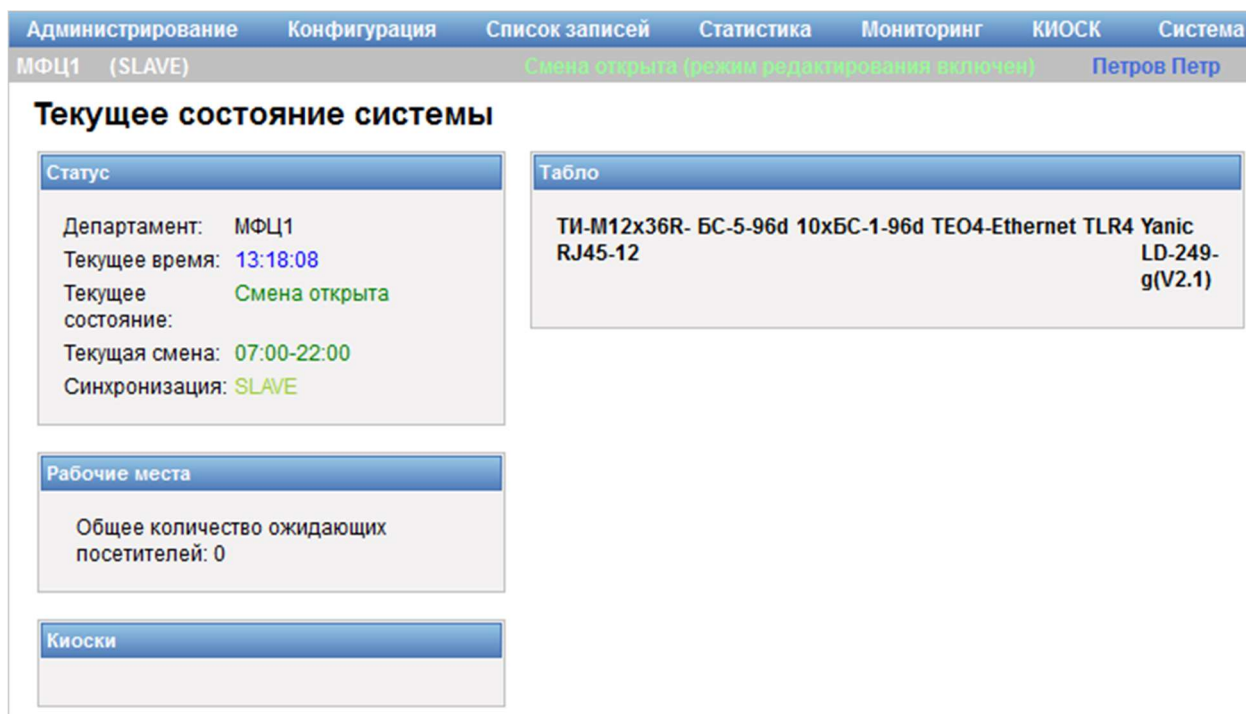 Администрирование Конфигурация Список записей Статистика Мониторинг КИОСК Система
МФЦ1 (SLAVE) Смена открыта (режим редактирования включен) Петров Петр
Текущее состояние системы
Статус
Департамент: МФЦ1
Текущее время: 13:18:08
Текущее Смена открыта
состояние:
Текущая смена: 07:00-22:00
Синхронизация: SLAVE
Рабочие места
Общее количество ожидающих
посетителей: 0
Киоски
Табло
ТИ-М12х36R- БС-5-96d 10хБС-1-96d ТЕО4-Ethernet TLR4 Yanic
RJ45-12 LD-249-
g(V2.1)